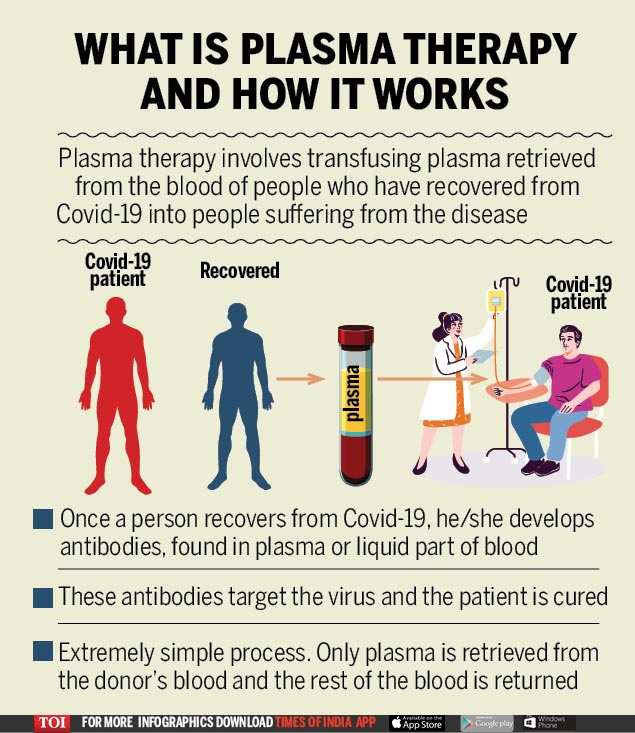 WHAT IS PLASMA THERAPY
AND HOW IT WORKS
Plasma therapy involves transfusing plasma retrieved
from the blood of people who have recovered from
Covid-19 into people suffering from the disease
Covid-19
patient
Recovered
Covid-19
patient
plasma
Once a person recovers from Covid-19, he/she develops
antibodies, found in plasma or liquid part of blood
These antibodies target the virus and the patient is cured
Extremely simple process. Only plasma is retrieved from
the donor's blood and the rest of the blood is returned
TOI FOR MORE INFOGRAPHICS DOWNLOAD TIMES OF INDIA APP
Available on the
App Store
Google play
Windows
Phone